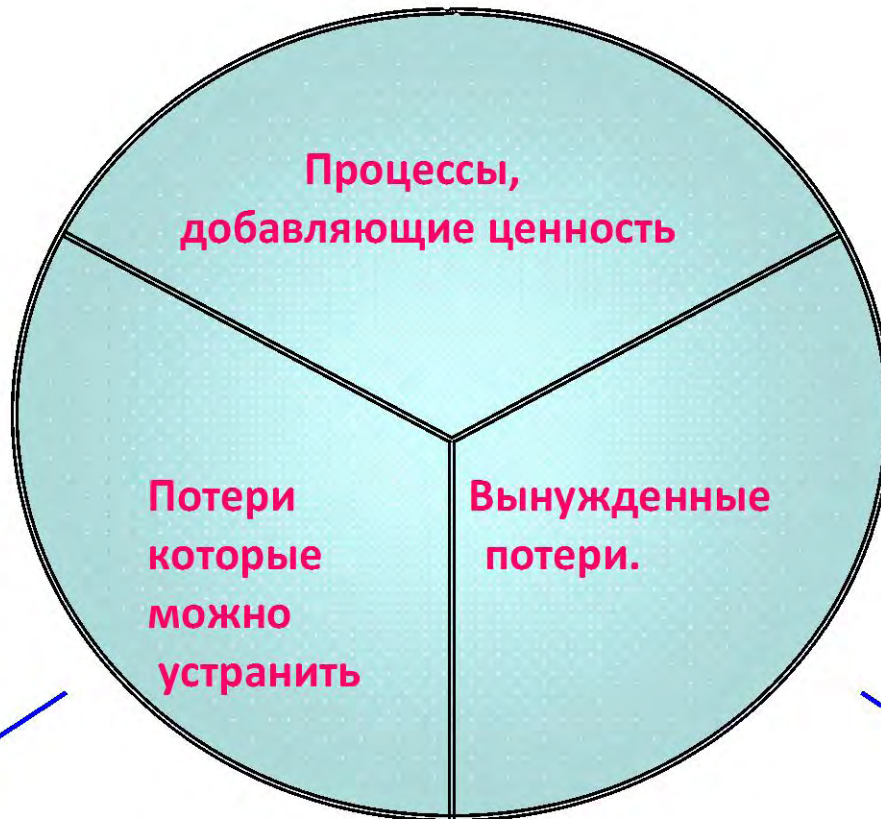 Процессы,
добавляющие ценность
Потери
которые
можно
устранить
Вынужденные
потери.